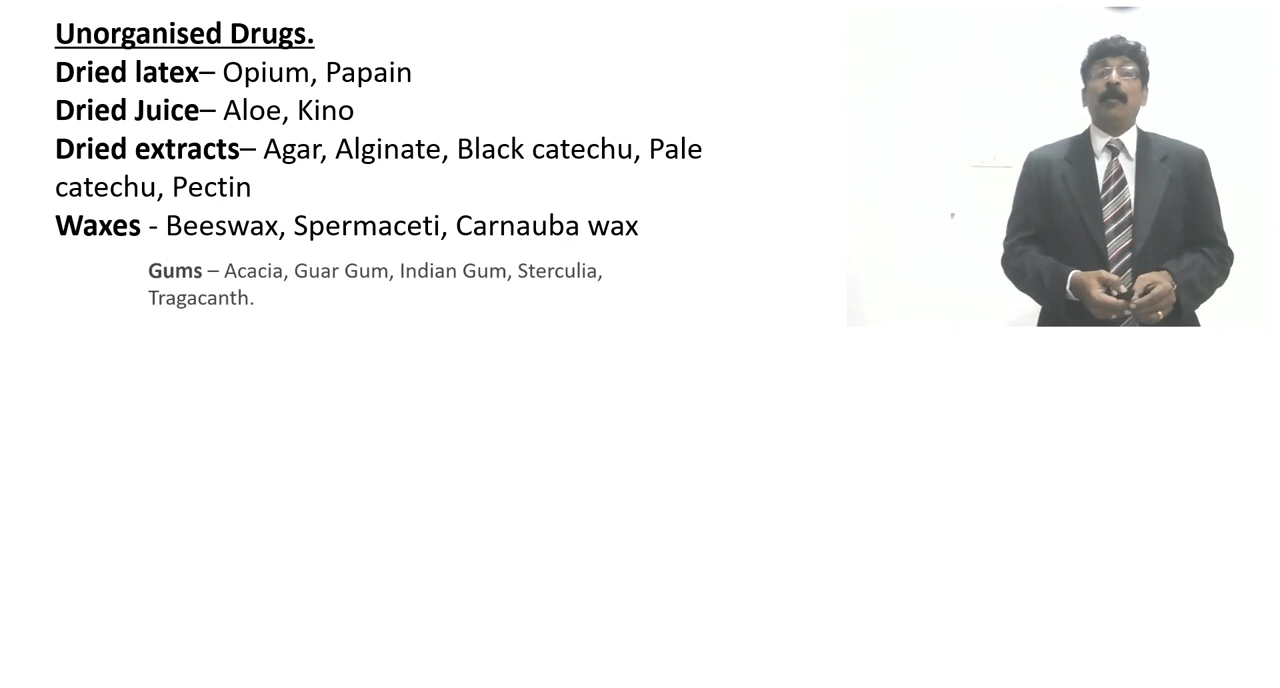 Unorganised Drugs.
Dried latex– Opium, Papain
Dried Juice– Aloe, Kino
Dried extracts– Agar, Alginate, Black catechu, Pale
catechu, Pectin
Waxes - Beeswax, Spermaceti, Carnauba wax
Gums – Acacia, Guar Gum, Indian Gum, Sterculia,
Tragacanth.